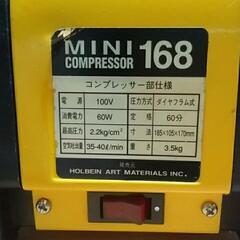 MINI
COMPRESSOR 168
コンプレッサー部仕様
電源 100V 圧力方式 ダイヤフラム式
消費電力 60W 定格 60分
最高圧力 2.2kg/cm² 寸法 185×105×170mm
空気吐出量 35-40ℓ/min 重さ 3.5kg
発売元
HOLBEIN ART MATERIALS INC.